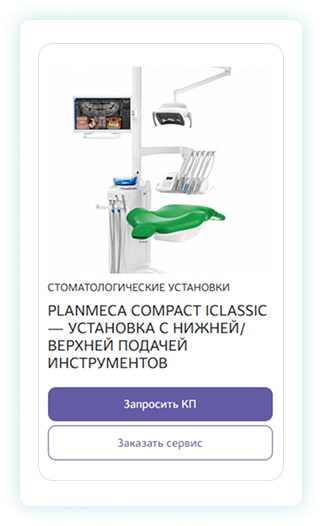 СТОМАТОЛОГИЧЕСКИЕ УСТАНОВКИ
PLANMECA COMPACT ICLASSIC
— УСТАНОВКА С НИЖНЕЙ/
ВЕРХНЕЙ ПОДАЧЕЙ
ИНСТРУМЕНТОВ
Запросить КП
Заказать сервис